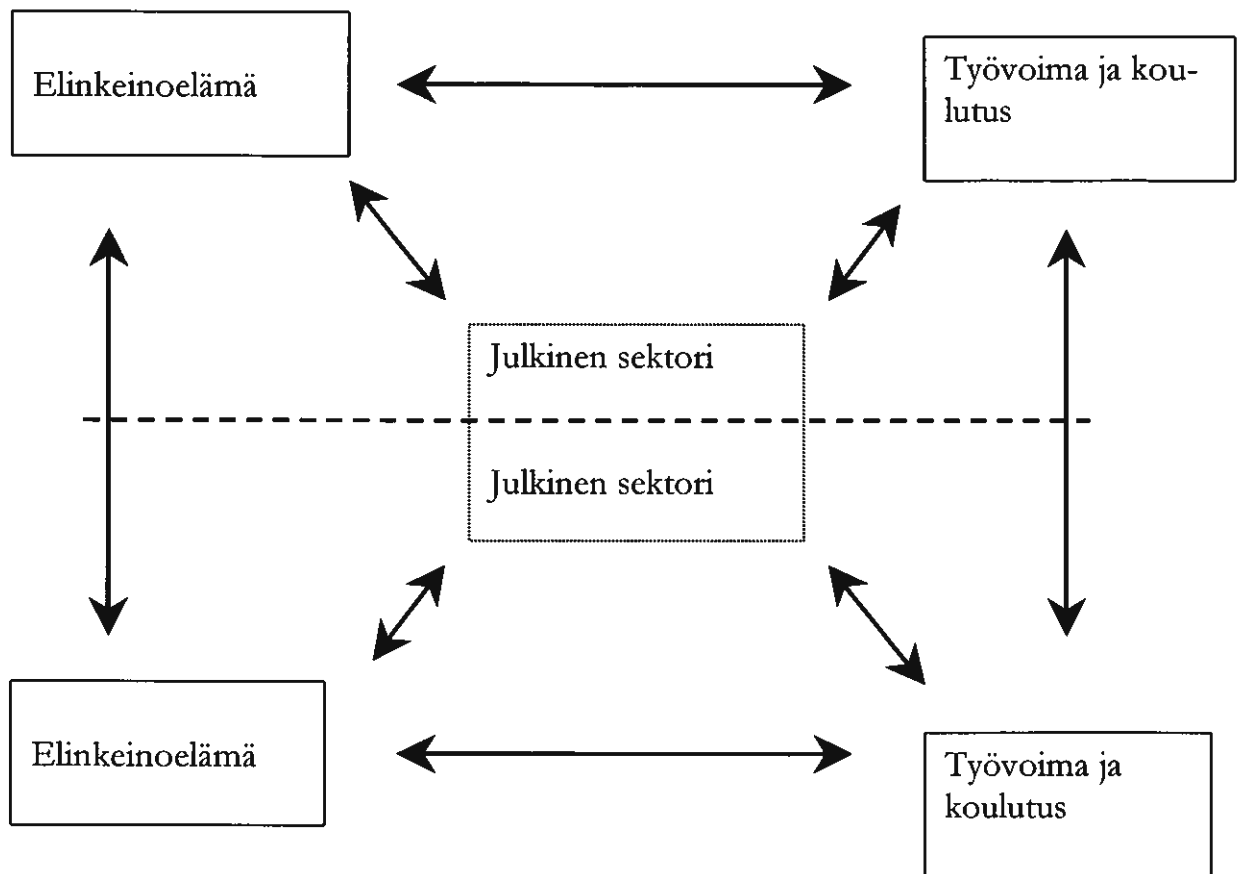 Elinkeinoelämä
Työvoima ja kou-
lutus
Julkinen sektori
Julkinen sektori
Elinkeinoelämä
Työvoima ja
koulutus